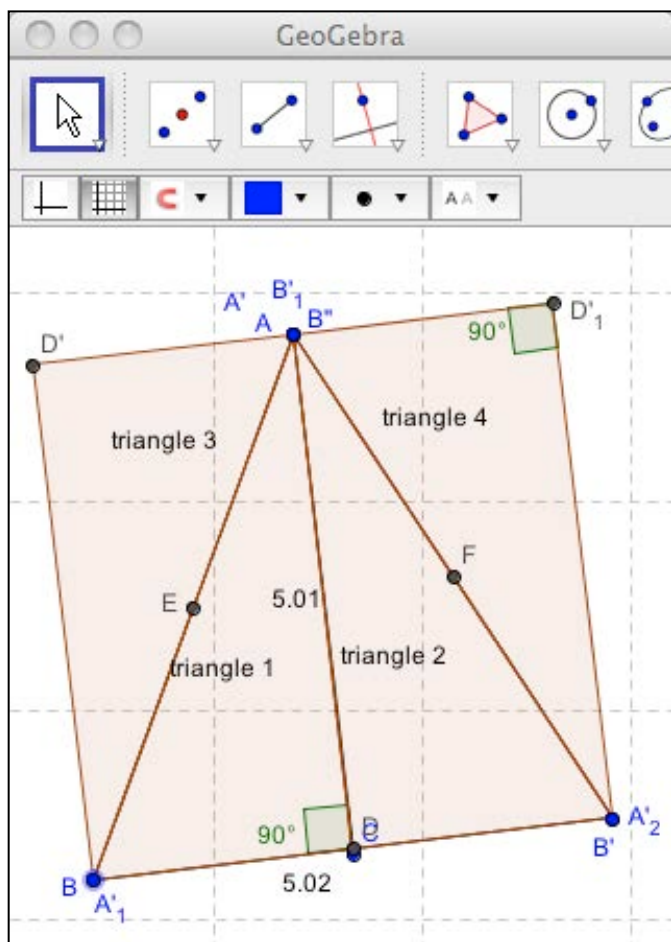 GeoGebra
A A
B'₁
A'
A B"
D'
D'₁
90°
triangle 3
triangle 4
E
F
5.01
triangle 1
triangle 2
D
C
90°
A'₂
B'
B
5.02
A'₁